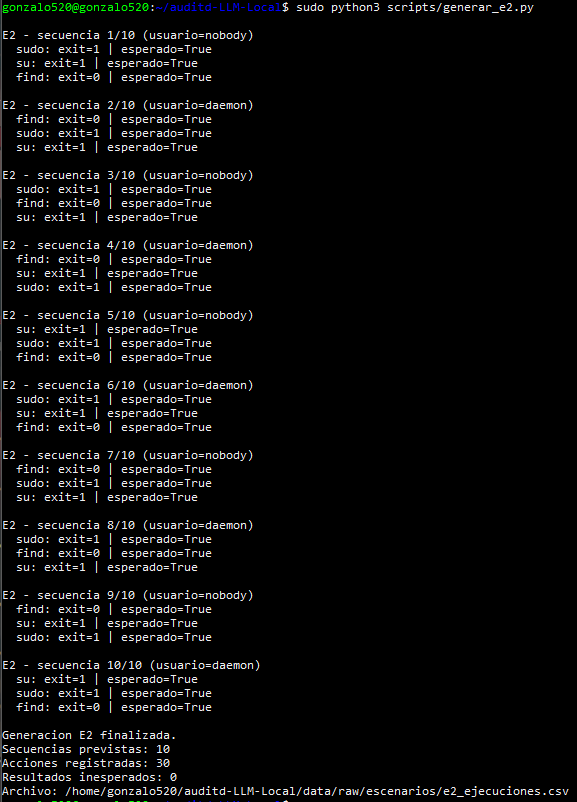 gonzalo520@gonzalo520:~/auditd-LLM-Local$ sudo python3 scripts/generar_e2.py
E2 - secuencia 1/10 (usuario=nobody)
sudo: exit=1 | esperado=True
su: exit=1 | esperado=True
find: exit=0 | esperado=True
E2 - secuencia 2/10 (usuario=daemon)
find: exit=0 | esperado=True
sudo: exit=1 | esperado=True
su: exit=1 | esperado=True
E2 - secuencia 3/10 (usuario=nobody)
sudo: exit=1 | esperado=True
find: exit=0 | esperado=True
su: exit=1 | esperado=True
E2 - secuencia 4/10 (usuario=daemon)
find: exit=0 | esperado=True
su: exit=1 | esperado=True
sudo: exit=1 | esperado=True
E2 - secuencia 5/10 (usuario=nobody)
su: exit=1 | esperado=True
sudo: exit=1 | esperado=True
find: exit=0 | esperado=True
E2 - secuencia 6/10 (usuario=daemon)
sudo: exit=1 | esperado=True
su: exit=1 | esperado=True
find: exit=0 | esperado=True
E2 - secuencia 7/10 (usuario=nobody)
find: exit=0 | esperado=True
sudo: exit=1 | esperado=True
su: exit=1 | esperado=True
E2 - secuencia 8/10 (usuario=daemon)
sudo: exit=1 | esperado=True
find: exit=0 | esperado=True
su: exit=1 | esperado=True
E2 - secuencia 9/10 (usuario=nobody)
find: exit=0 | esperado=True
su: exit=1 | esperado=True
sudo: exit=1 | esperado=True
E2 - secuencia 10/10 (usuario=daemon)
su: exit=1 | esperado=True
sudo: exit=1 | esperado=True
find: exit=0 | esperado=True
Generacion E2 finalizada.
Secuencias previstas: 10
Acciones registradas: 30
Resultados inesperados: 0
Archivo: /home/gonzalo520/auditd-LLM-Local/data/raw/escenarios/e2_ejecuciones.csv